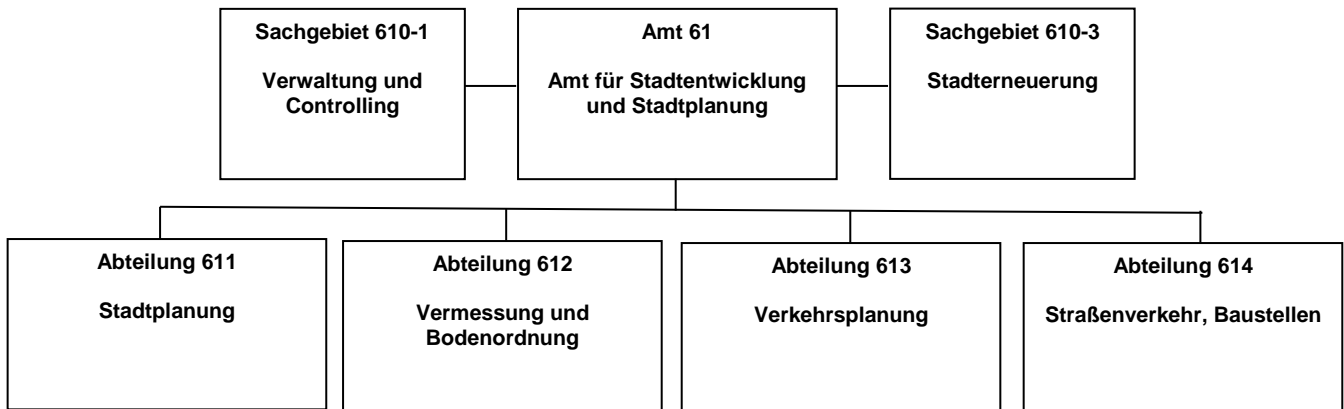 Sachgebiet 610-1
Verwaltung und
Controlling
Amt 61
Amt für Stadtentwicklung
und Stadtplanung
Sachgebiet 610-3
Stadterneuerung
Abteilung 611
Stadtplanung
Abteilung 612
Vermessung und
Bodenordnung
Abteilung 613
Verkehrsplanung
Abteilung 614
Straßenverkehr, Baustellen